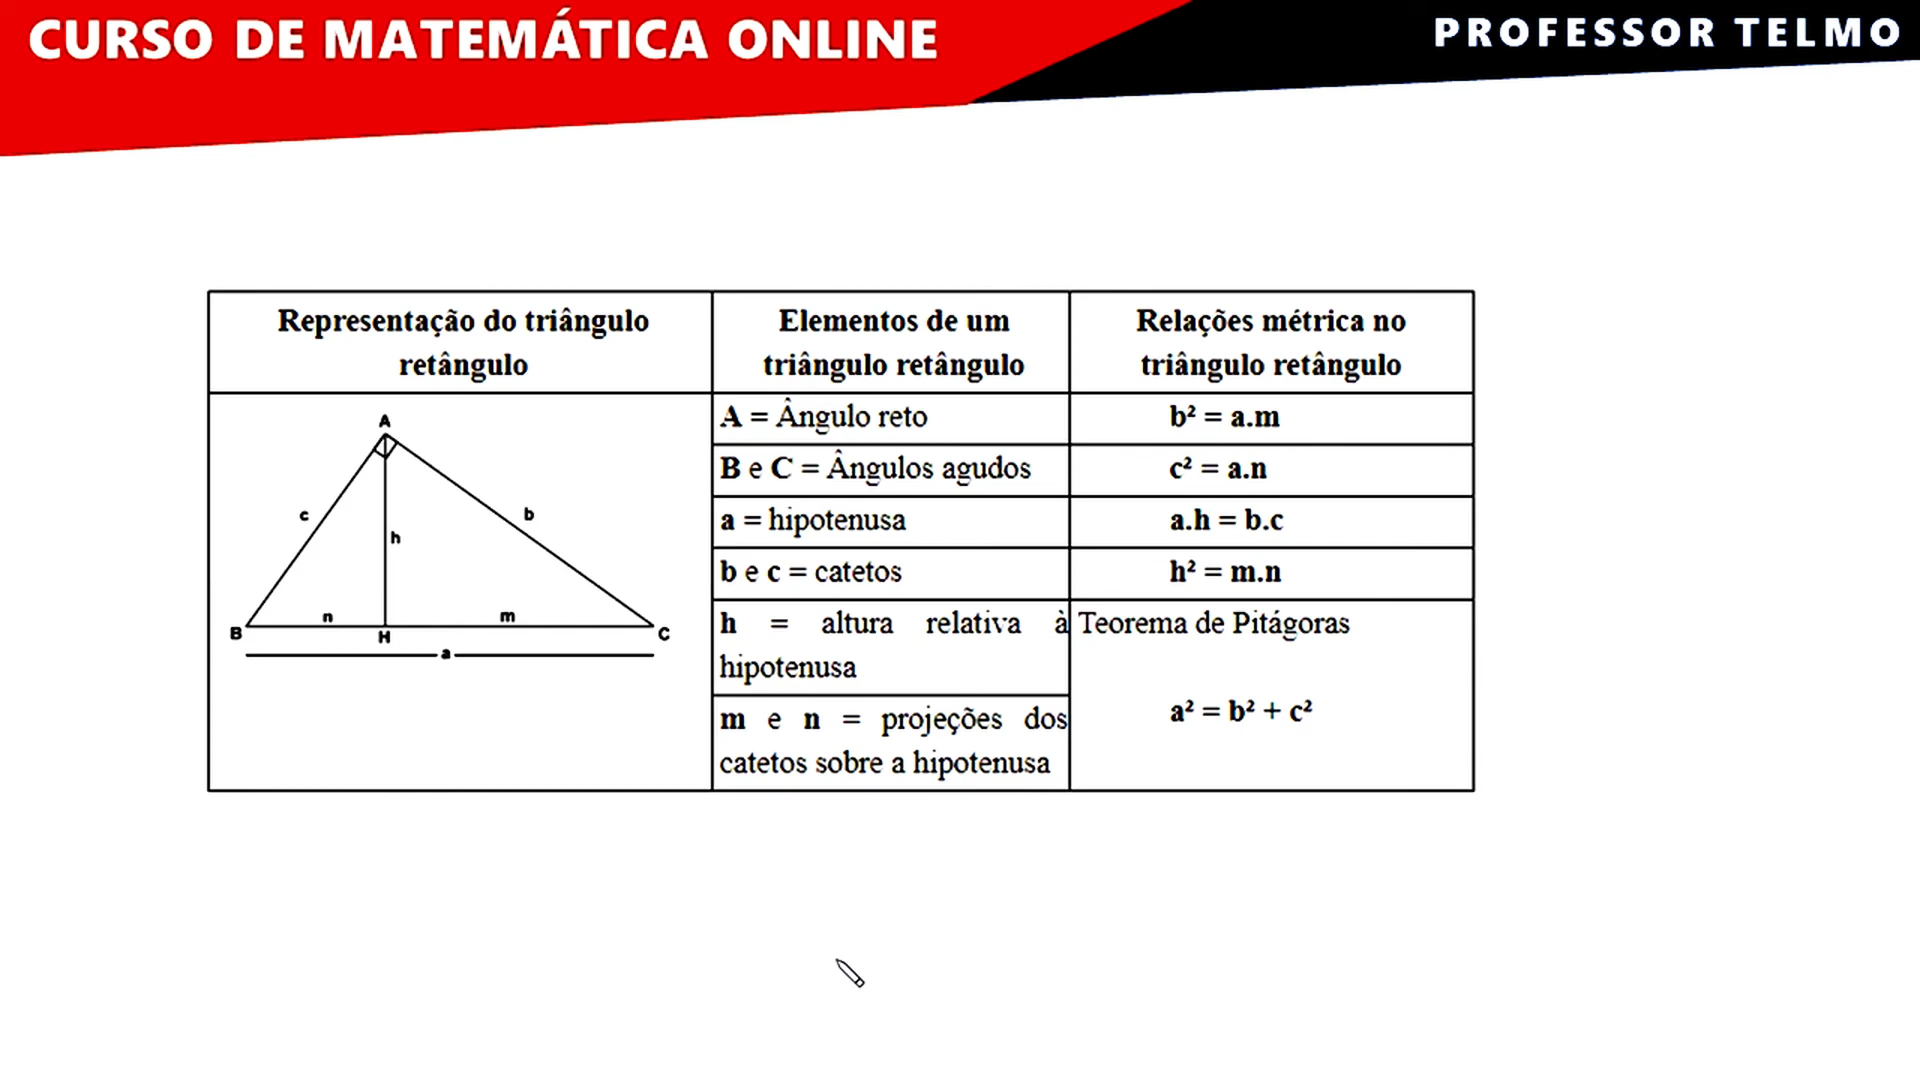 CURSO DE MATEMÁTICA ONLINE
PROFESSOR TELMO
Representação do triângulo
retângulo
Elementos de um
triângulo retângulo
Relações métrica no
triângulo retângulo
A
c
b
h
n
m
B
H
C
a
A = Ângulo reto
b² = a.m
B e C = Ângulos agudos
c² = a.n
a = hipotenusa
a.h = b.c
b e c = catetos
h² = m.n
h = altura relativa à
hipotenusa
Teorema de Pitágoras
a² = b² + c²
m e n = projeções dos
catetos sobre a hipotenusa